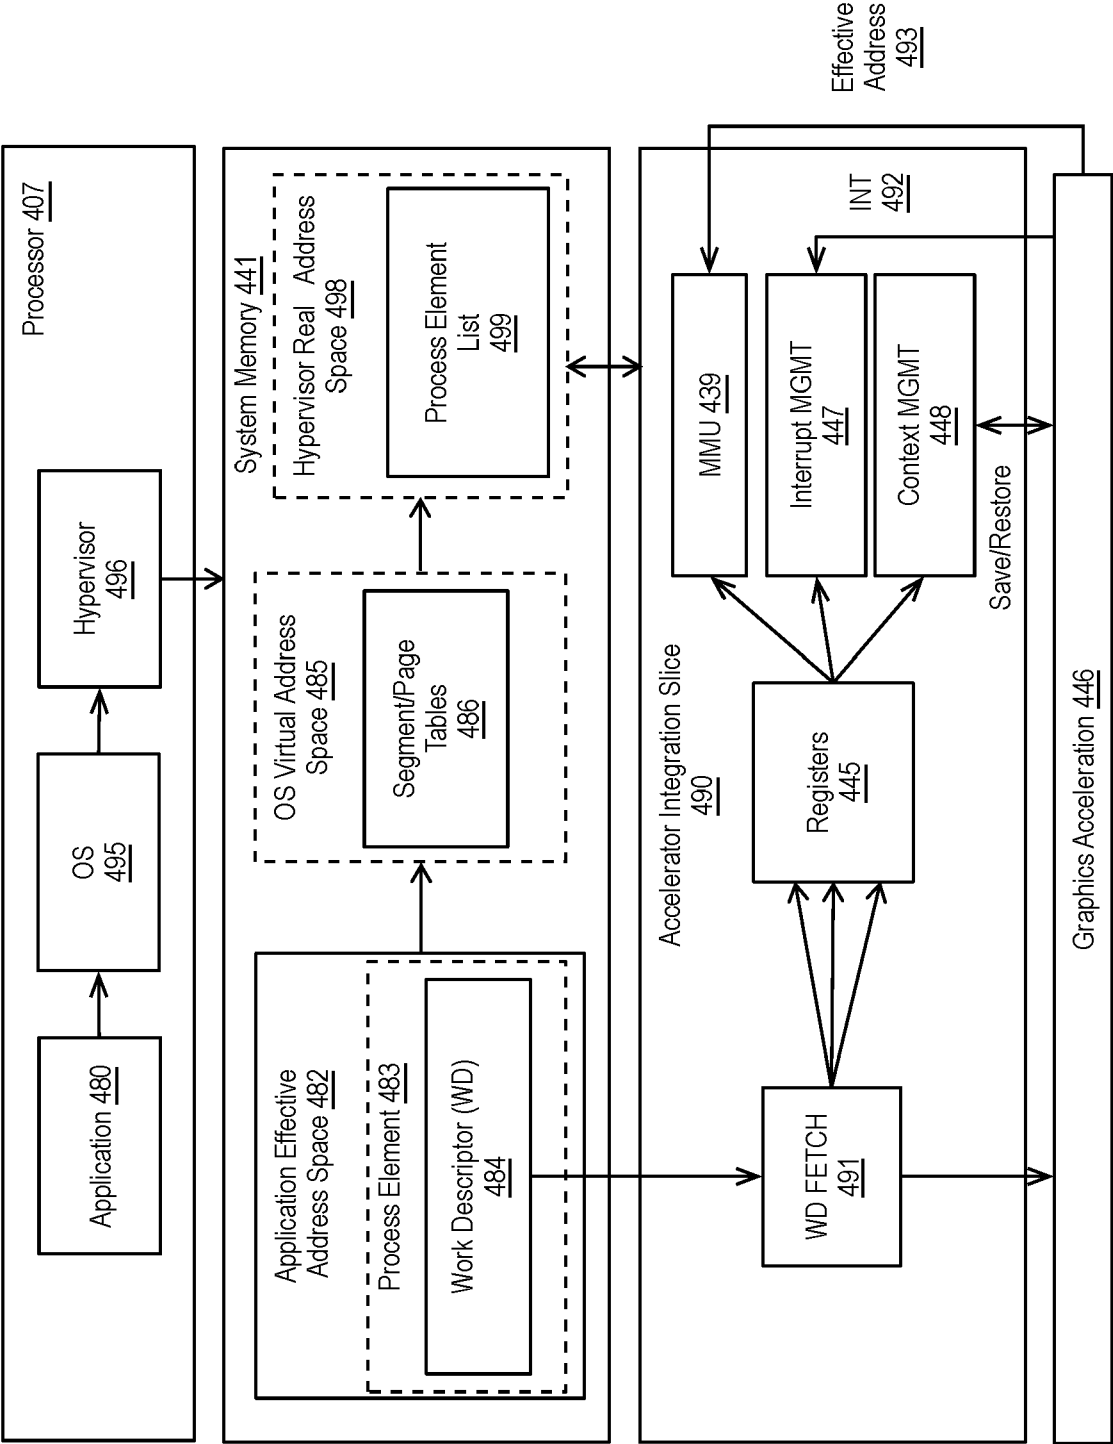 Processor 407
Application 480
OS
495
Hypervisor
496
System Memory 441
Application Effective
Address Space 482
Process Element 483
Work Descriptor (WD)
484
OS Virtual Address
Space 485
Segment/Page
Tables
486
Hypervisor Real Address
Space 498
Process Element
List
499
Accelerator Integration Slice
490
WD FETCH
491
Registers
445
MMU 439
Interrupt MGMT
447
Context MGMT
448
INT
492
Effective
Address
493
Save/Restore
Graphics Acceleration 446